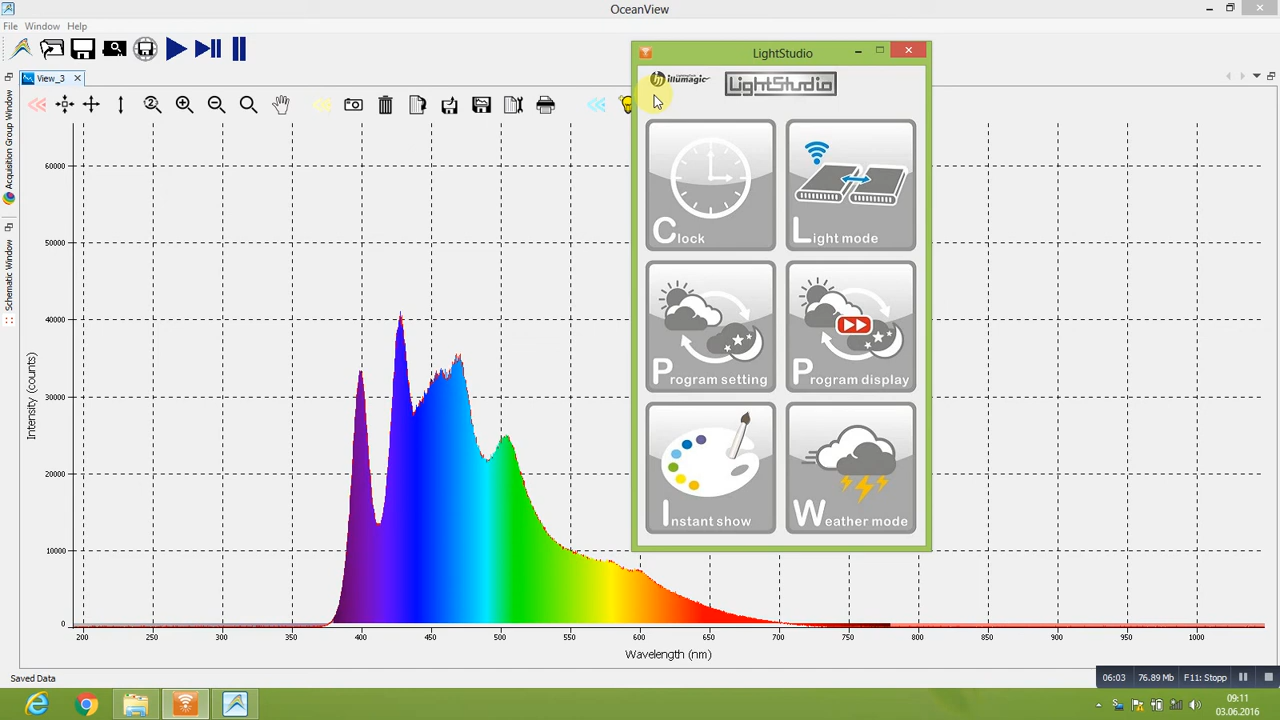 OceanView
File Window Help
View_3
Acquisition Group Window
Schematic Window
LightStudio
illumagic
LightStudio
Clock
Light mode
Program setting
Program display
Instant show
Weather mode
Intensity (counts)
60000
50000
40000
30000
20000
10000
0
200 250 300 350 400 450 500 550 600 650 700 750 800 850 900 950 1000
Wavelength (nm)
Saved Data
06:03 76.89 Mb F11: Stopp
09:11
03.06.2016